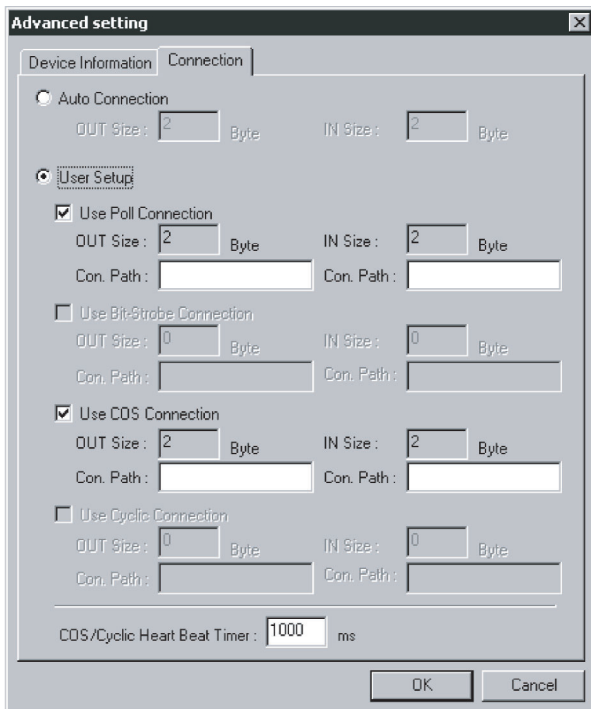 Advanced setting
Device Information Connection
Auto Connection
OUT Size : 2 Byte IN Size : 2 Byte
User Setup
Use Poll Connection
OUT Size : 2 Byte IN Size : 2 Byte
Con. Path : Con. Path :
Use Bit-Strobe Connection
OUT Size : 0 Byte IN Size : 0 Byte
Con. Path : Con. Path :
Use COS Connection
OUT Size : 2 Byte IN Size : 2 Byte
Con. Path : Con. Path :
Use Cyclic Connection
OUT Size : 0 Byte IN Size : 0 Byte
Con. Path : Con. Path :
COS/Cyclic Heart Beat Timer : 1000 ms
OK Cancel